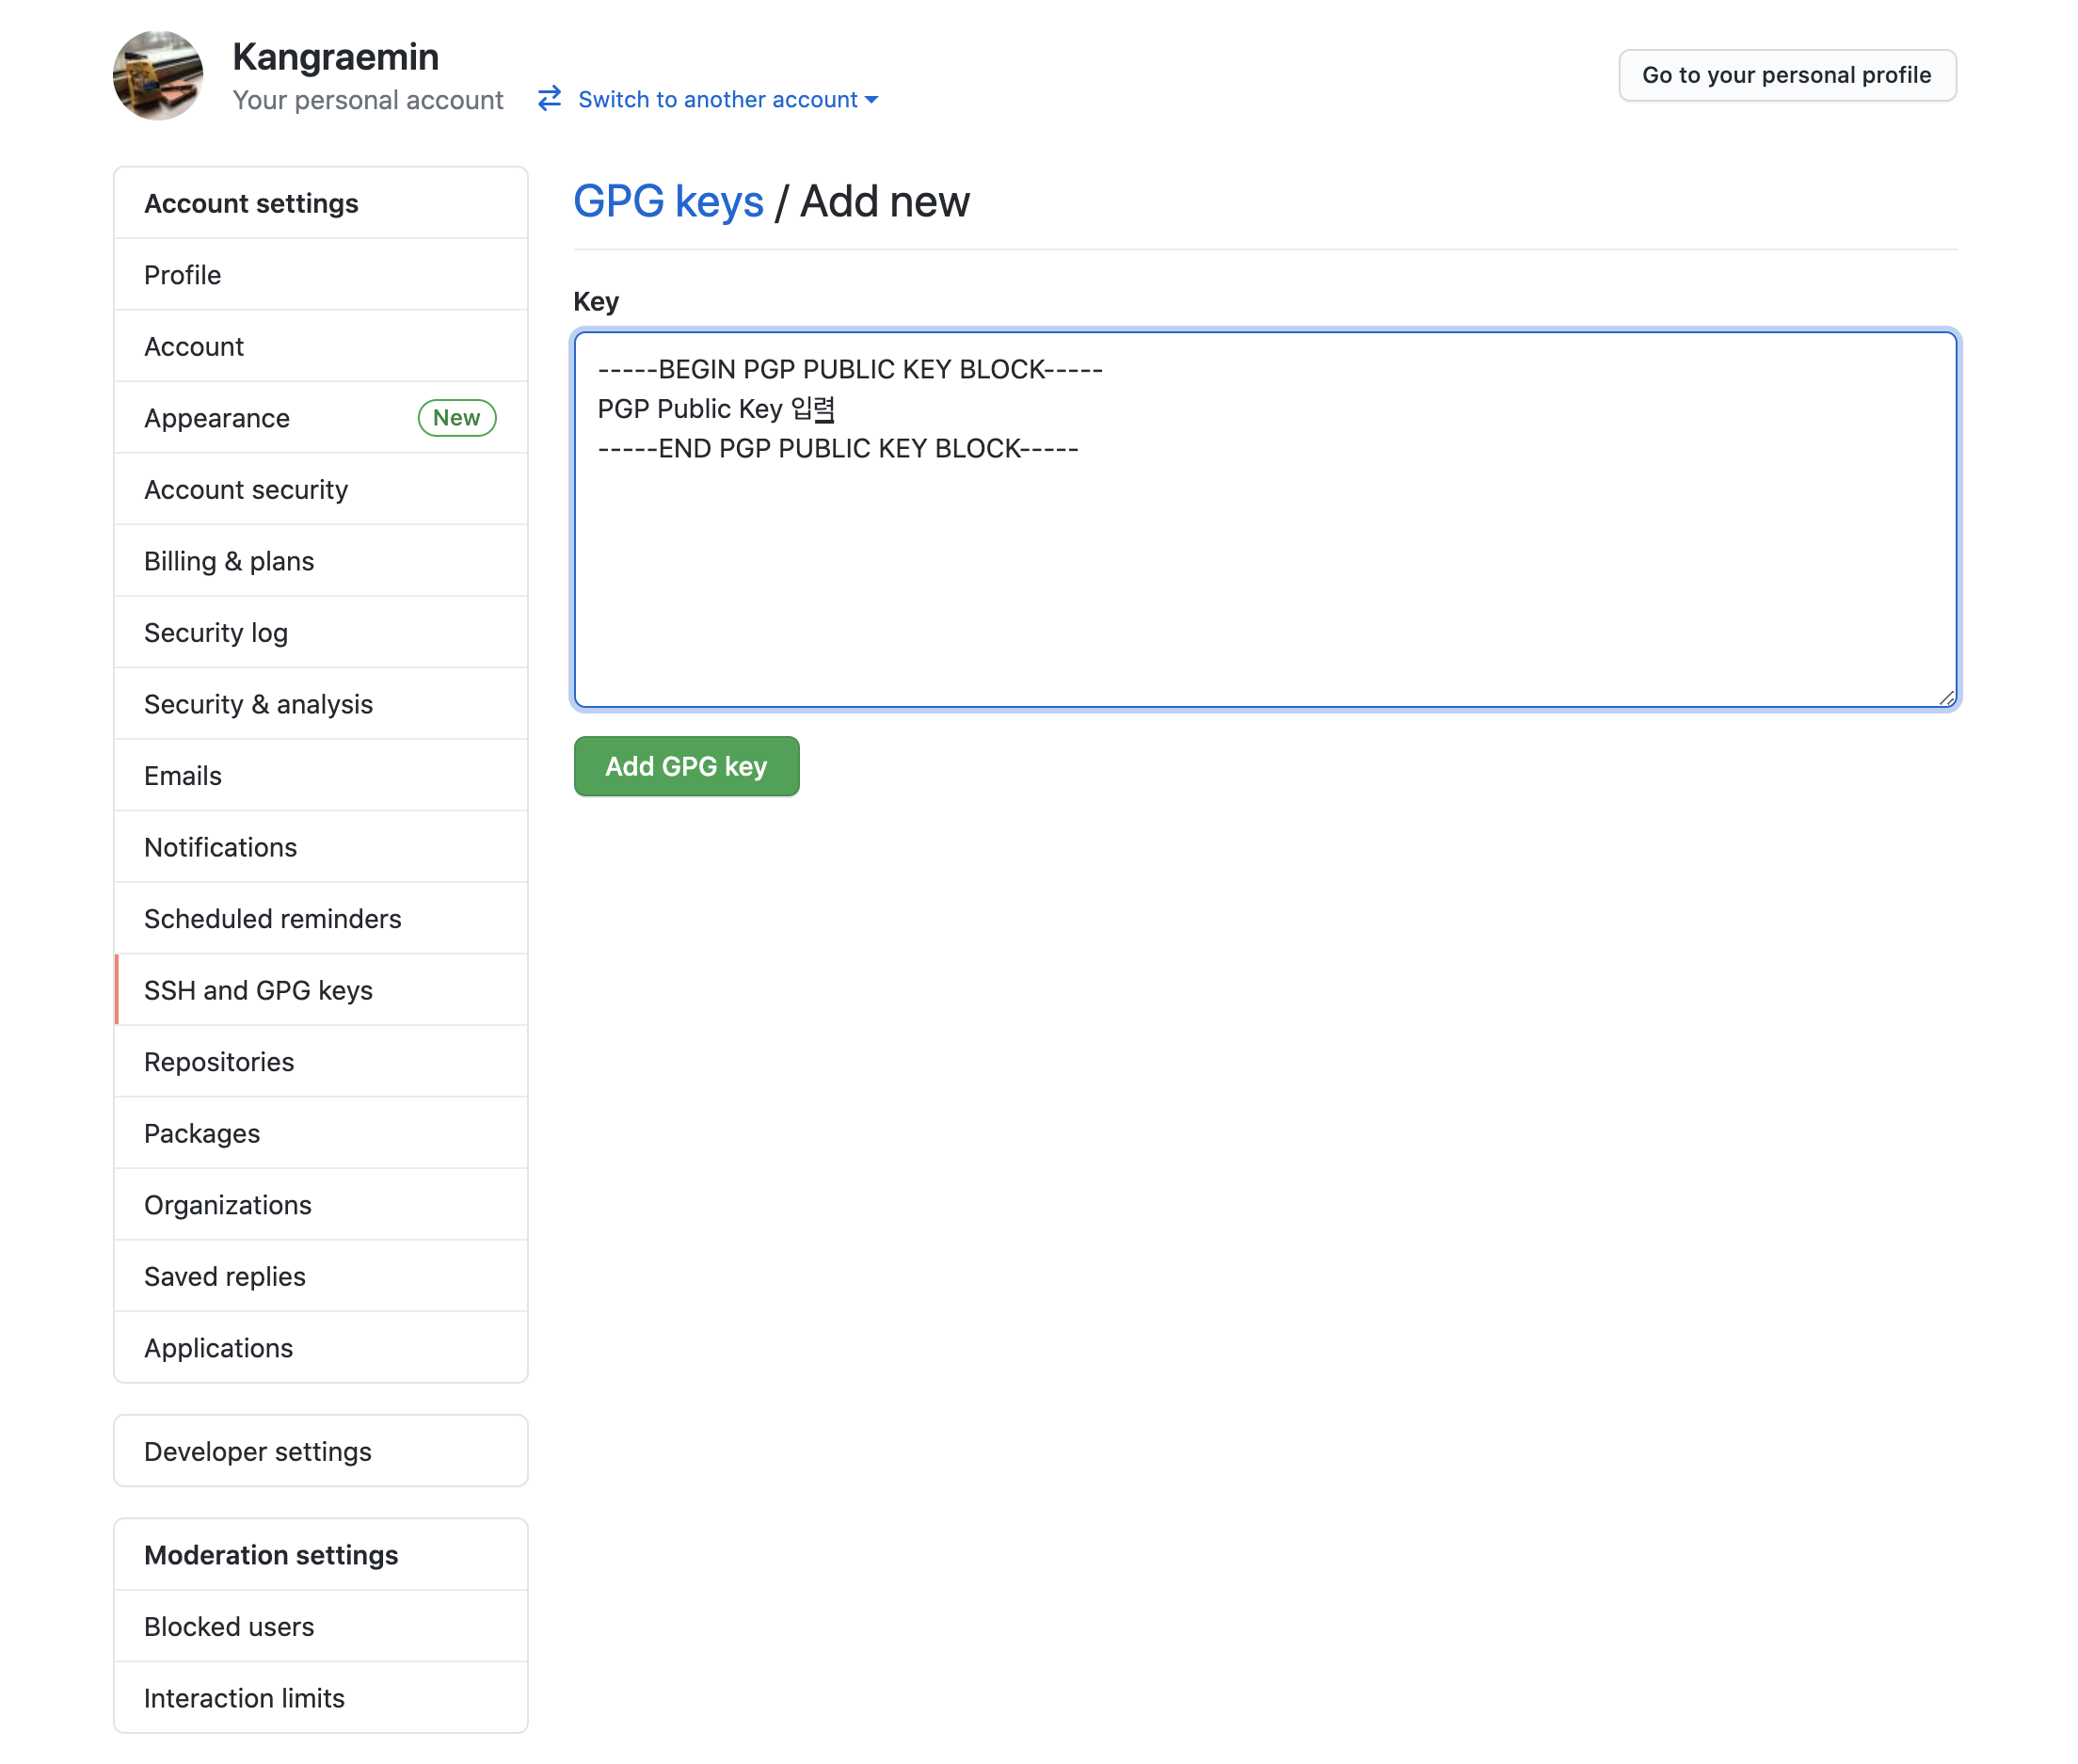 Kangraemin
Your personal account
Switch to another account
Go to your personal profile
Account settings
Profile
Account
Appearance New
Account security
Billing & plans
Security log
Security & analysis
Emails
Notifications
Scheduled reminders
SSH and GPG keys
Repositories
Packages
Organizations
Saved replies
Applications
Developer settings
Moderation settings
Blocked users
Interaction limits
GPG keys / Add new
Key
-----BEGIN PGP PUBLIC KEY BLOCK-----
PGP Public Key 입력
-----END PGP PUBLIC KEY BLOCK-----
Add GPG key